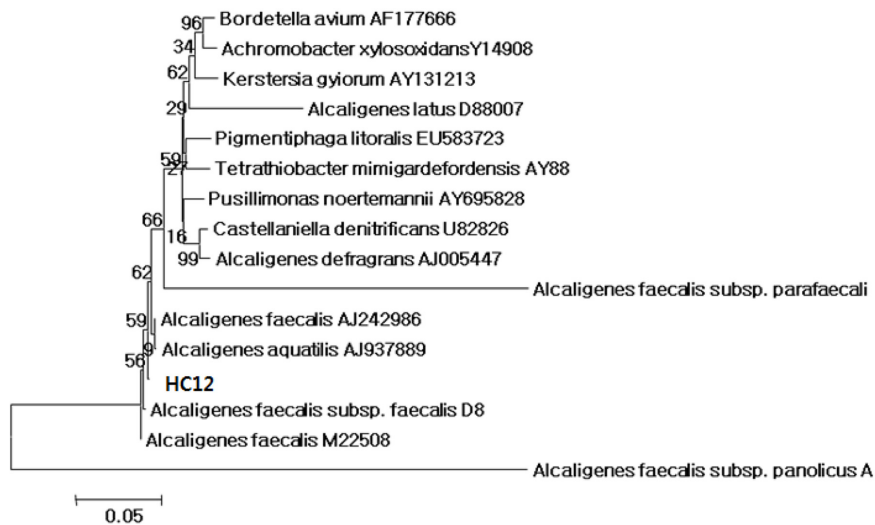 96
Bordetella avium AF177666
34
Achromobacter xylosoxidansY14908
62
Kerstersia gyiorum AY131213
29
Alcaligenes latus D88007
Pigmentiphaga litoralis EU583723
59
27
Tetrathiobacter mimigardefordensis AY88
Pusillimonas noertemannii AY695828
66
Castellaniella denitrificans U82826
16
99
Alcaligenes defragrans AJ005447
62
Alcaligenes faecalis subsp. parafaecali
59
Alcaligenes faecalis AJ242986
9
Alcaligenes aquatilis AJ937889
56
HC12
Alcaligenes faecalis subsp. faecalis D8
Alcaligenes faecalis M22508
Alcaligenes faecalis subsp. panolicus A
0.05